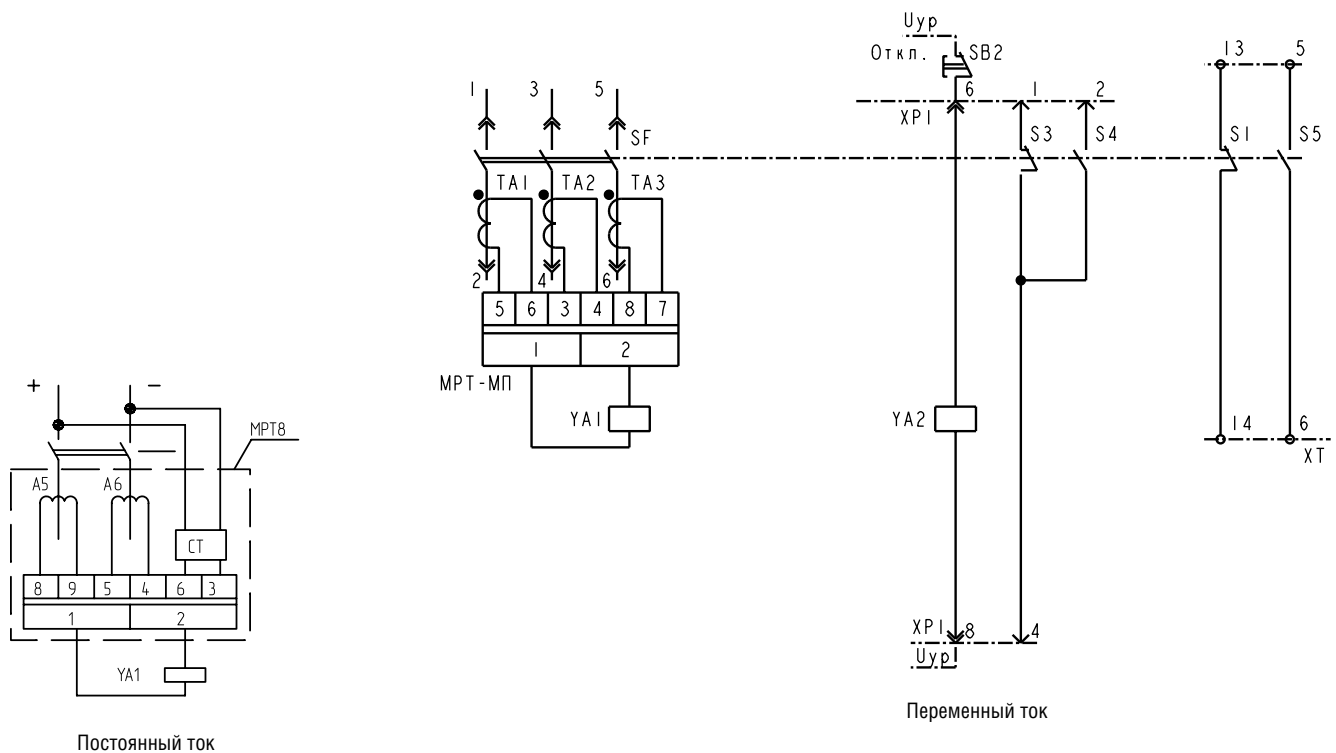 Uур
Откл. SB2
13 5
1 3 5
6 1 2
XP1
SF S3 S4 S1 S5
TA1 TA2 TA3
2 4 6
5 6 3 4 8 7
1 2
МРТ-МП
YA1 YA2
14 6
XT
+ –
МРТ8
A5 A6
СТ
8 9 5 4 6 3
1 2
YA1
XP1 8 4
Uур
Переменный ток
Постоянный ток